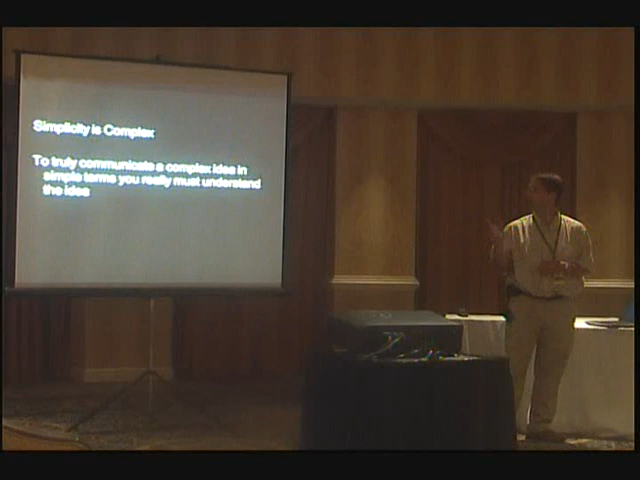 Simplicity is Complex
To truly communicate a complex idea in
simple terms you really must understand
the idea